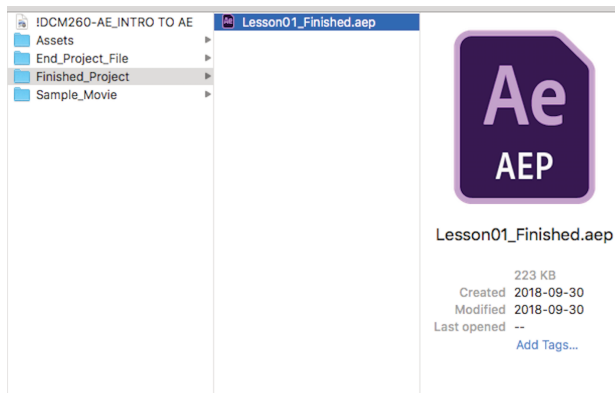 !DCM260-AE_INTRO TO AE
Assets
End_Project_File
Finished_Project
Sample_Movie
Ae Lesson01_Finished.aep
Ae
AEP
Lesson01_Finished.aep
223 KB
Created 2018-09-30
Modified 2018-09-30
Last opened --
Add Tags...